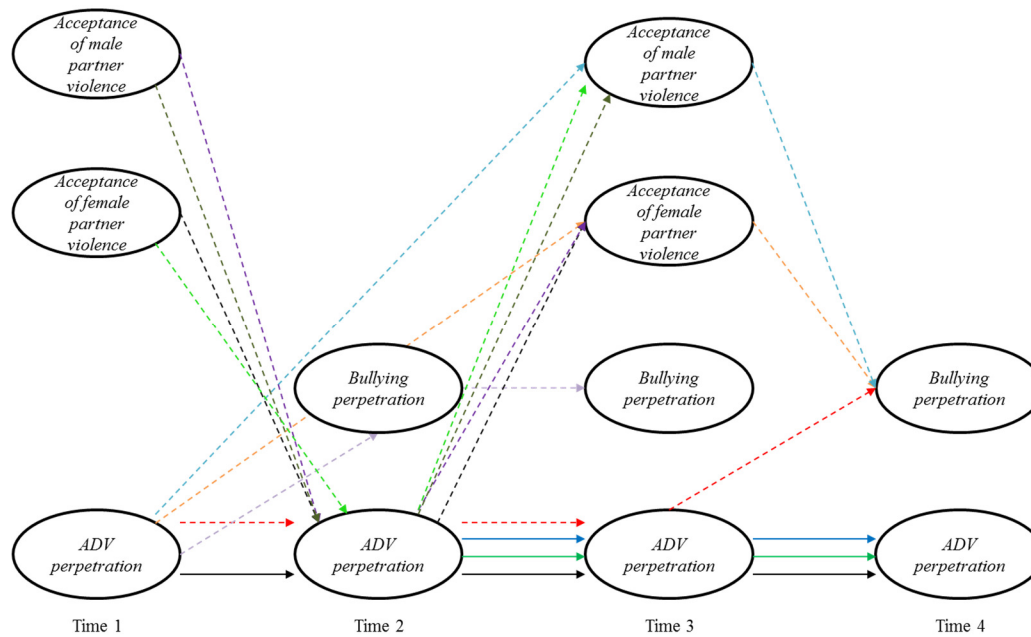 Acceptance
of male
partner
violence
Acceptance
of male
partner
violence
Acceptance
of female
partner
violence
Acceptance
of female
partner
violence
Bullying
perpetration
Bullying
perpetration
Bullying
perpetration
ADV
perpetration
ADV
perpetration
ADV
perpetration
ADV
perpetration
Time 1
Time 2
Time 3
Time 4